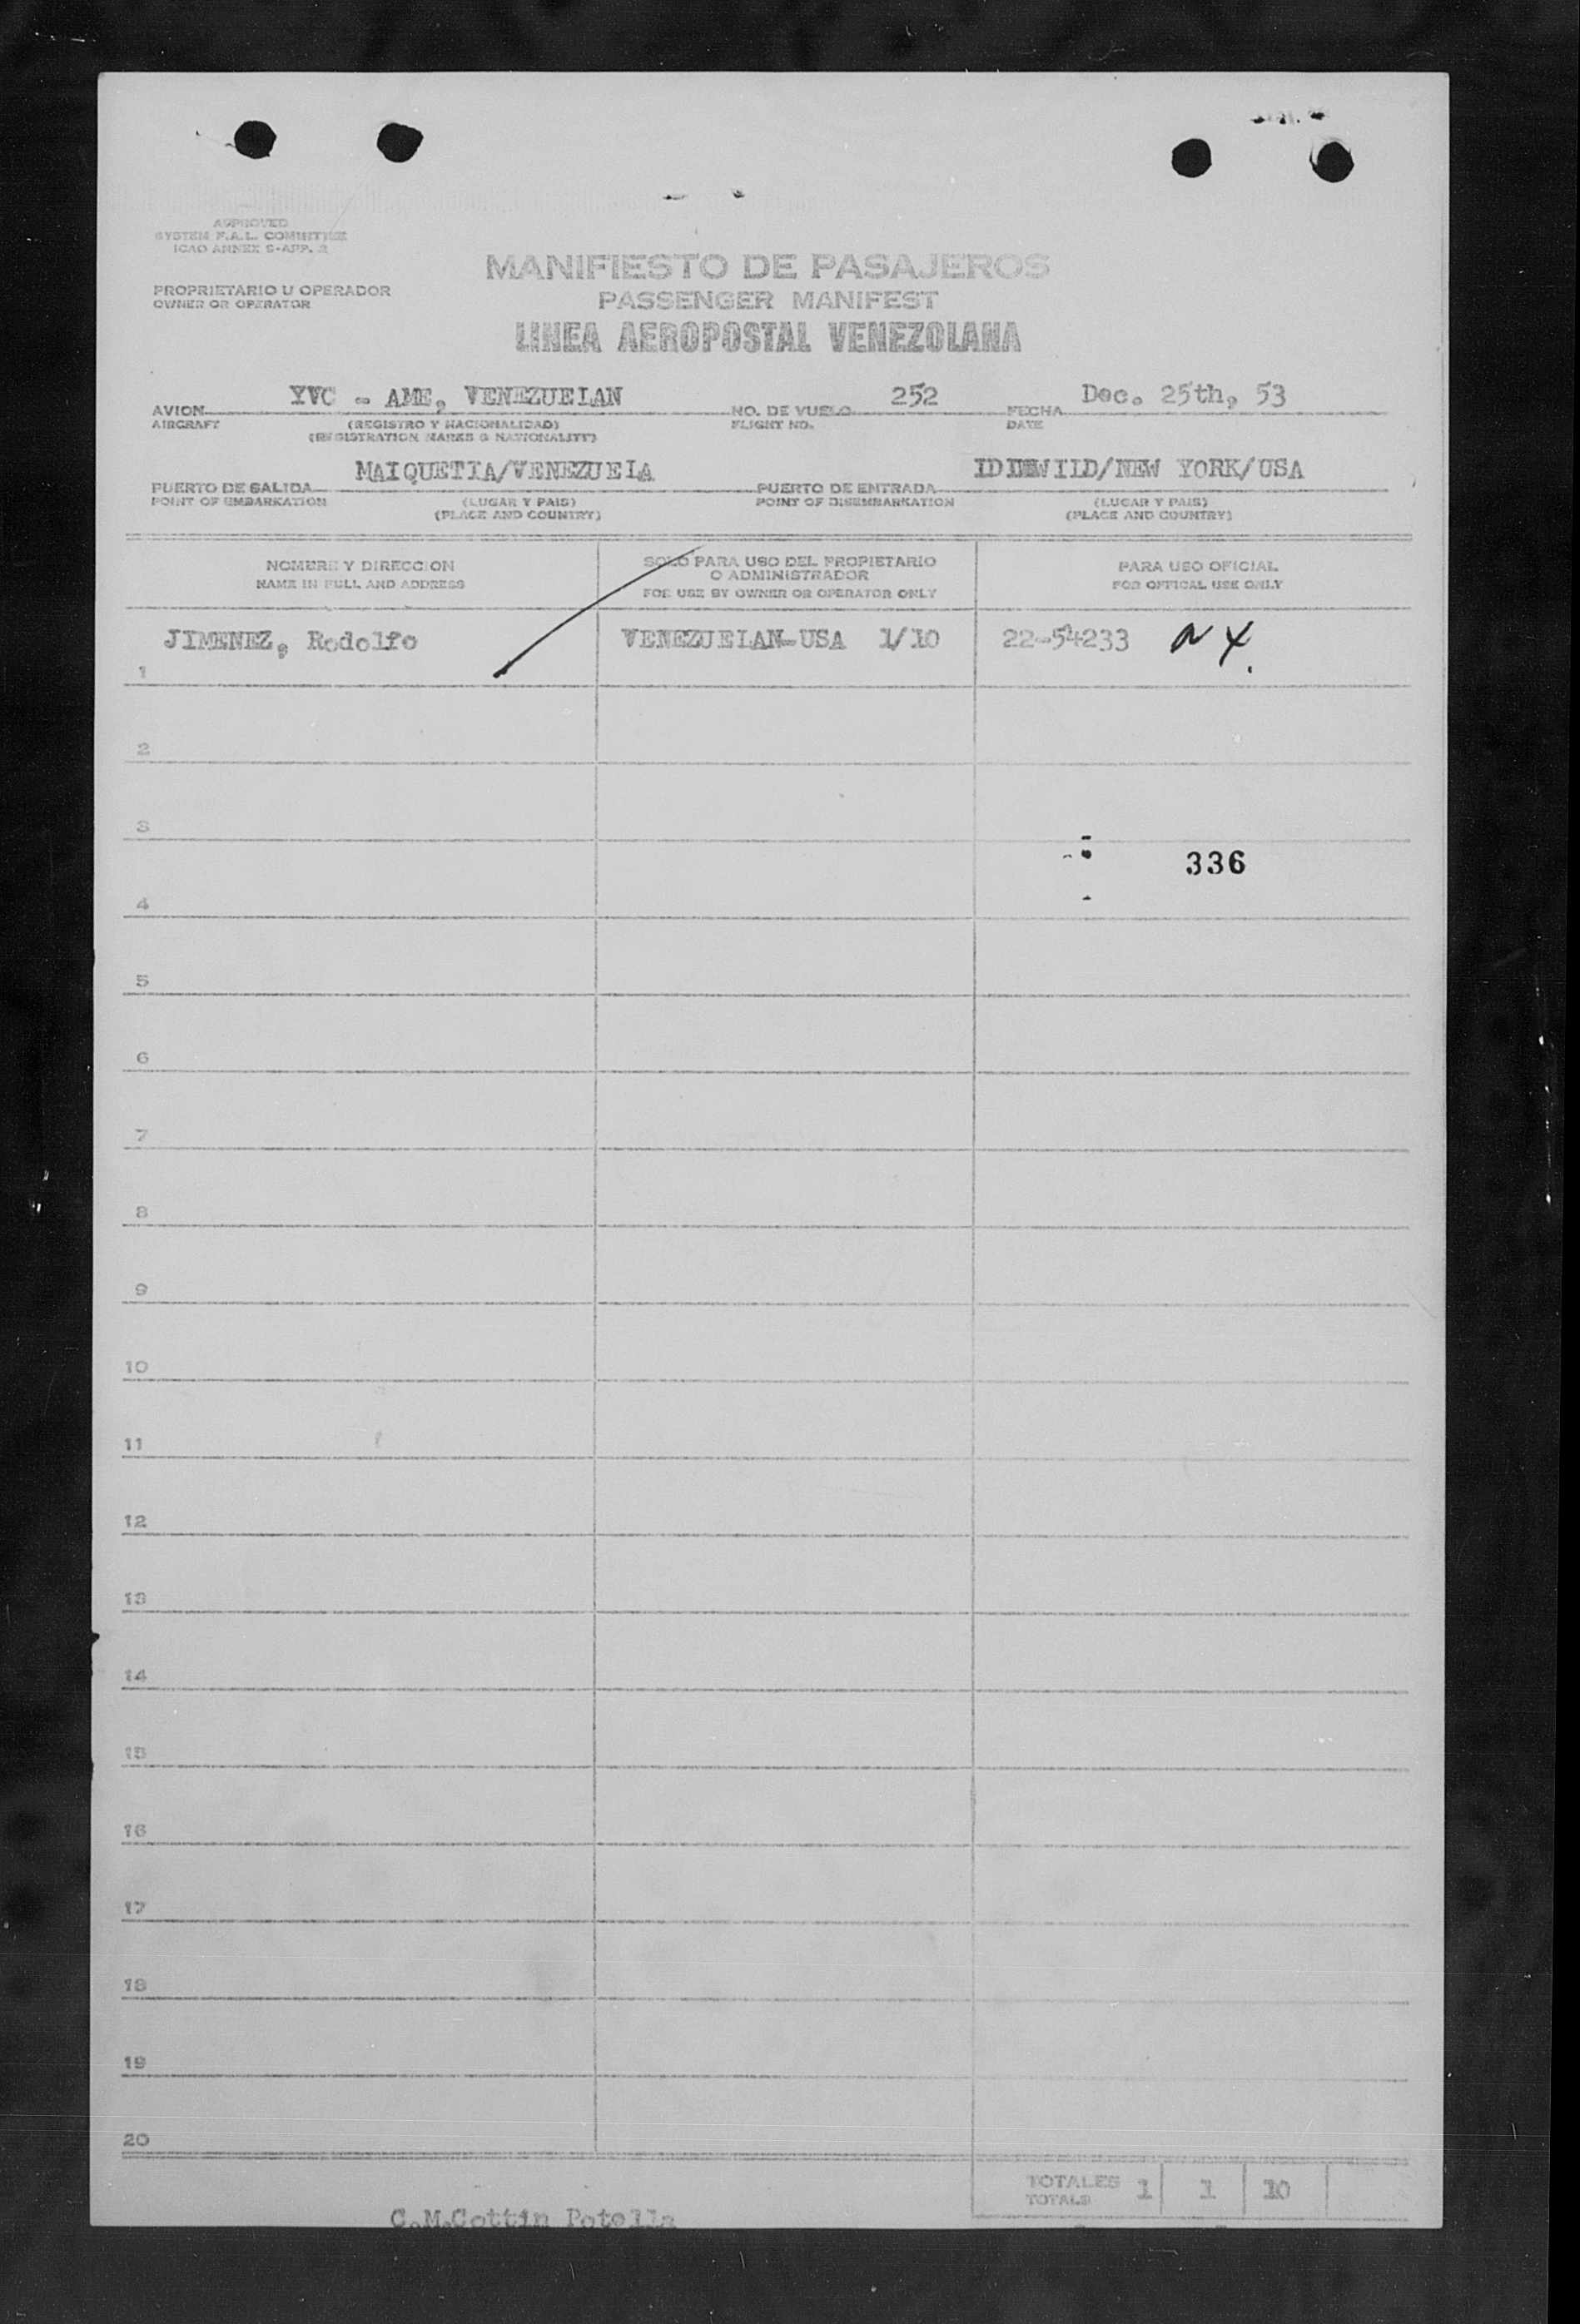 APPROVED
SYSTEM F.A.L. COMMITTEE
ICAO ANNEX 9-APP. 2
MANIFIESTO DE PASAJEROS
PROPRIETARIO U OPERADOR
OWNER OR OPERATOR
PASSENGER MANIFEST
LINEA AEROPOSTAL VENEZOLANA
AVION YVC - AME, VENEZUELAN NO. DE VUELO 252 FECHA Dec. 25th, 53
AIRCRAFT (REGISTRO Y NACIONALIDAD) FLIGHT NO. DATE
(REGISTRATION MARKS & NATIONALITY)
PUERTO DE SALIDA MAIQUETIA/VENEZUELA PUERTO DE ENTRADA IDLEWILD/NEW YORK/USA
POINT OF EMBARKATION (LUGAR Y PAIS) POINT OF DISEMBARKATION (LUGAR Y PAIS)
(PLACE AND COUNTRY) (PLACE AND COUNTRY)
NOMBRE Y DIRECCION SOLO PARA USO DEL PROPIETARIO PARA USO OFICIAL
O ADMINISTRADOR
NAME IN FULL AND ADDRESS FOR USE BY OWNER OR OPERATOR ONLY FOR OFFICAL USE ONLY
JIMENEZ, Rodolfo VENEZUELAN-USA 1/10 22-54233
1
2
3
336
4
5
6
7
8
9
10
11
12
13
14
15
16
17
18
19
20
TOTALES 1 1 10
TOTALS
C.M.Cottin Potella